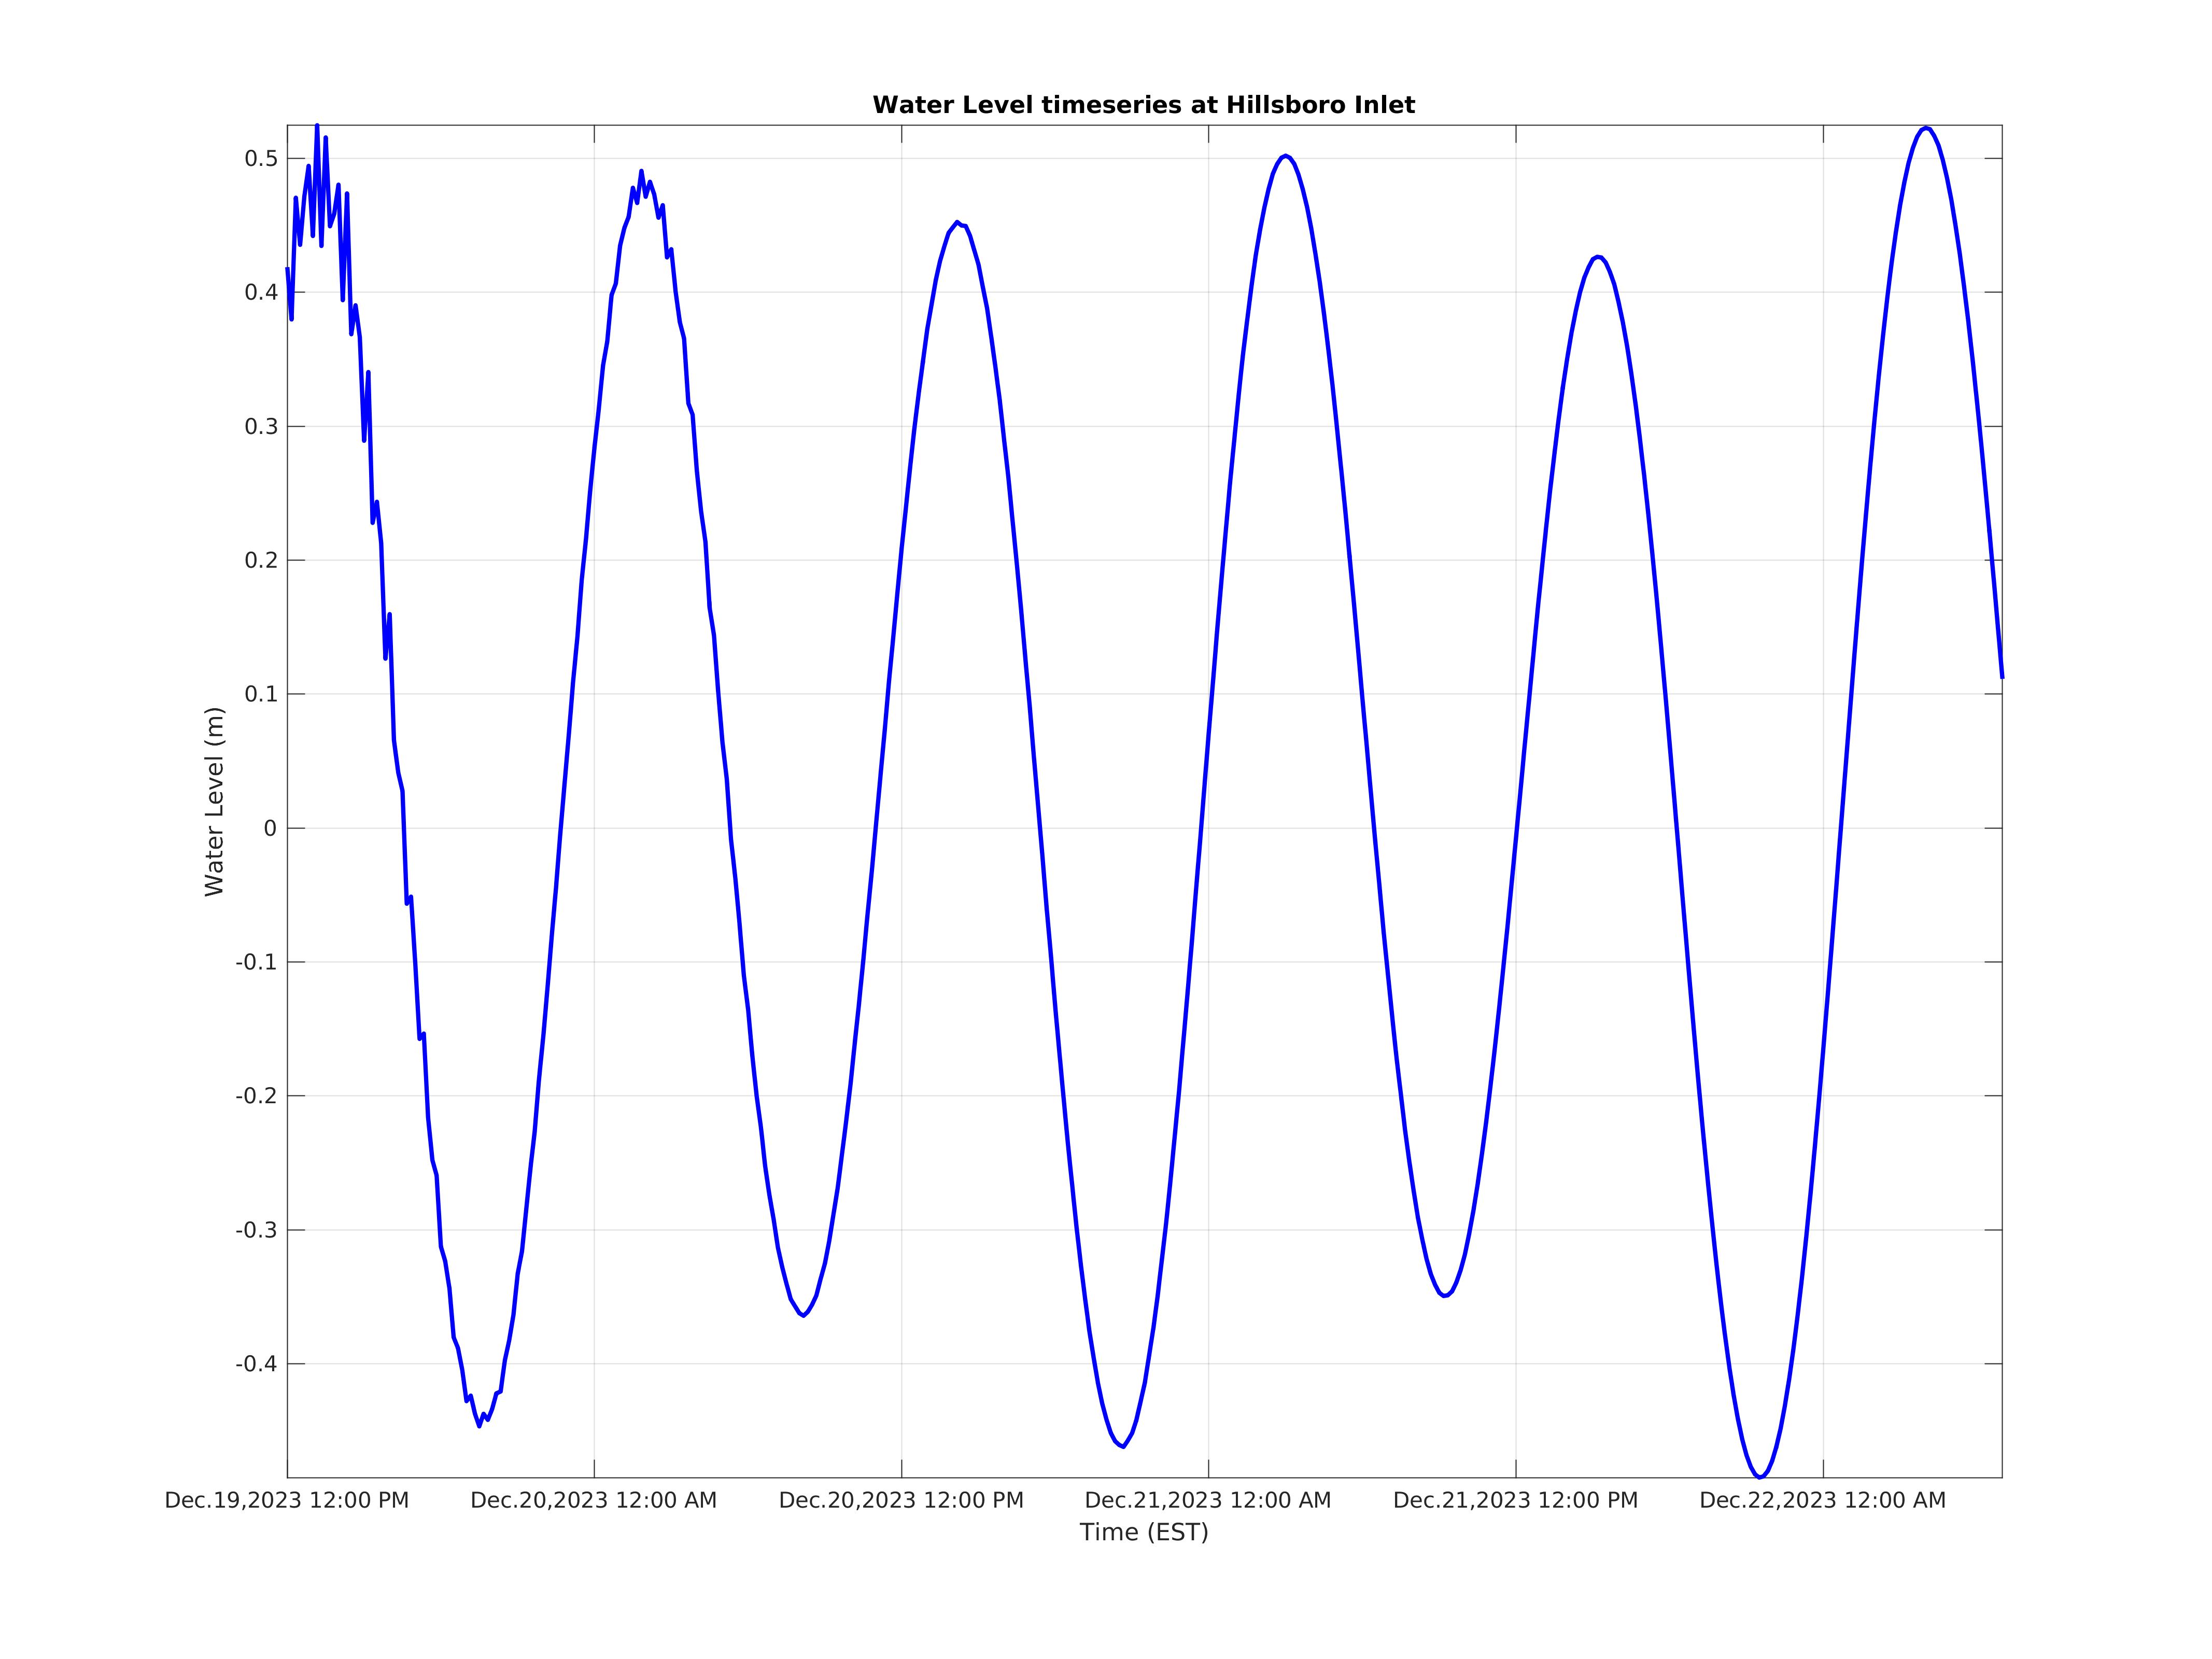 Water Level timeseries at Hillsboro Inlet
0.5
0.4
0.3
0.2
0.1
0
-0.1
-0.2
-0.3
-0.4
Water Level (m)
Dec.19,2023 12:00 PM
Dec.20,2023 12:00 AM
Dec.20,2023 12:00 PM
Dec.21,2023 12:00 AM
Dec.21,2023 12:00 PM
Dec.22,2023 12:00 AM
Time (EST)